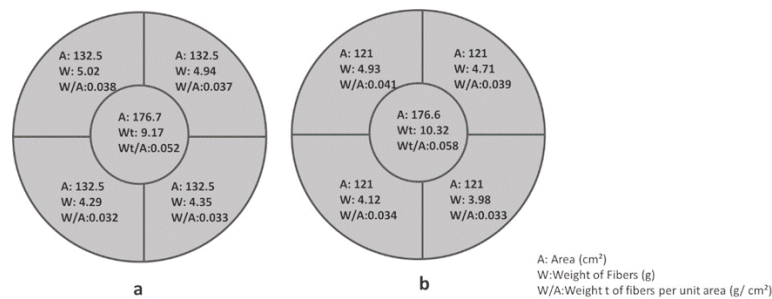 A: 132.5
W: 5.02
W/A:0.038
A: 132.5
W: 4.94
W/A:0.037
A: 176.7
Wt: 9.17
Wt/A:0.052
A: 132.5
W: 4.29
W/A:0.032
A: 132.5
W: 4.35
W/A:0.033
a
A: 121
W: 4.93
W/A:0.041
A: 121
W: 4.71
W/A:0.039
A: 176.6
Wt: 10.32
Wt/A:0.058
A: 121
W: 4.12
W/A:0.034
A: 121
W: 3.98
W/A:0.033
b
A: Area (cm²)
W:Weight of Fibers (g)
W/A:Weight t of fibers per unit area (g/ cm²)